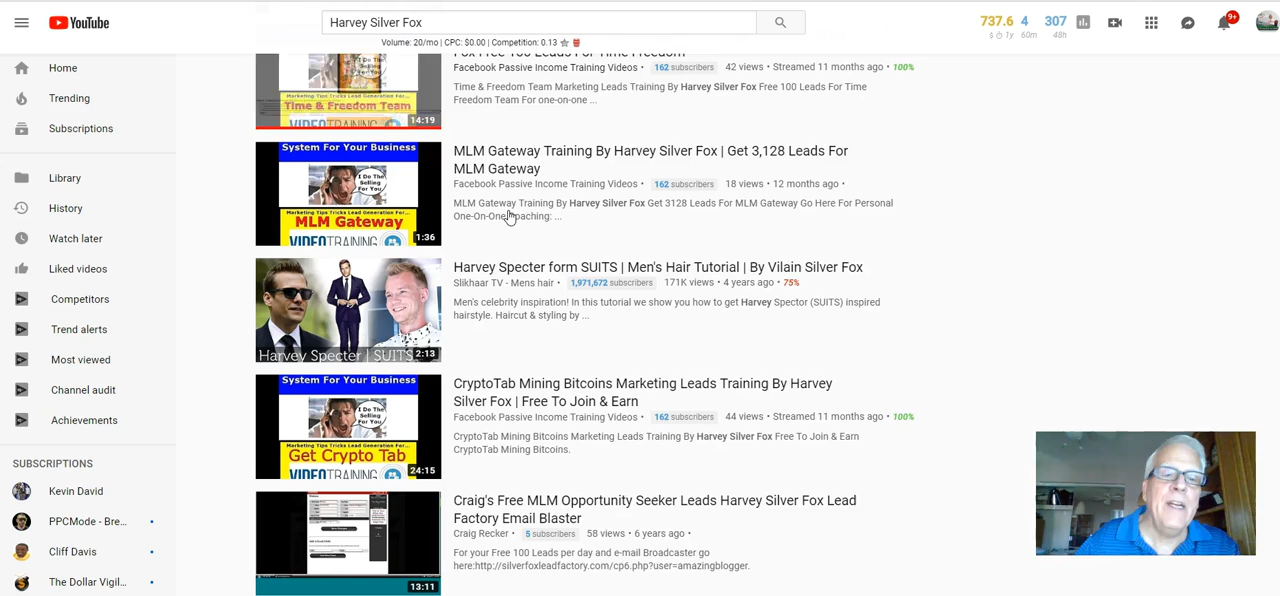 YouTube
Harvey Silver Fox
Volume: 20/mo | CPC: $0.00 | Competition: 0.13
737.6 4 307
$ 1y 60m 48h
9+
Home
Trending
Subscriptions
Library
History
Watch later
Liked videos
Competitors
Trend alerts
Most viewed
Channel audit
Achievements
SUBSCRIPTIONS
Kevin David
PPCMode - Bre...
Cliff Davis
The Dollar Vigil...
Fox Free 100 Leads For Time Freedom
Facebook Passive Income Training Videos • 162 subscribers 42 views • Streamed 11 months ago • 100%
Time & Freedom Team Marketing Leads Training By Harvey Silver Fox Free 100 Leads For Time
Freedom Team For one-on-one ...
Marketing Tips Tricks Lead Generation For...
Time & Freedom Team
VIDEO TRAINING
14:19
MLM Gateway Training By Harvey Silver Fox | Get 3,128 Leads For
MLM Gateway
Facebook Passive Income Training Videos • 162 subscribers 18 views • 12 months ago •
MLM Gateway Training By Harvey Silver Fox Get 3128 Leads For MLM Gateway Go Here For Personal
One-On-One Coaching: ...
System For Your Business
I Do The
Selling
For You
Marketing Tips Tricks Lead Generation For...
MLM Gateway
VIDEO TRAINING
1:36
Harvey Specter form SUITS | Men's Hair Tutorial | By Vilain Silver Fox
Slikhaar TV - Mens hair • 1,971,672 subscribers 171K views • 4 years ago • 75%
Men's celebrity inspiration! In this tutorial we show you how to get Harvey Spector (SUITS) inspired
hairstyle. Haircut & styling by ...
Harvey Specter | SUITS
2:13
CryptoTab Mining Bitcoins Marketing Leads Training By Harvey
Silver Fox | Free To Join & Earn
Facebook Passive Income Training Videos • 162 subscribers 44 views • Streamed 11 months ago • 100%
CryptoTab Mining Bitcoins Marketing Leads Training By Harvey Silver Fox Free To Join & Earn
CryptoTab Mining Bitcoins.
System For Your Business
I Do The
Selling
For You
Marketing Tips Tricks Lead Generation For...
Get Crypto Tab
VIDEO TRAINING
24:15
Craig's Free MLM Opportunity Seeker Leads Harvey Silver Fox Lead
Factory Email Blaster
Craig Recker • 5 subscribers 58 views • 6 years ago •
For your Free 100 Leads per day and e-mail Broadcaster go
here:http://silverfoxleadfactory.com/cp6.php?user=amazingblogger.
13:11